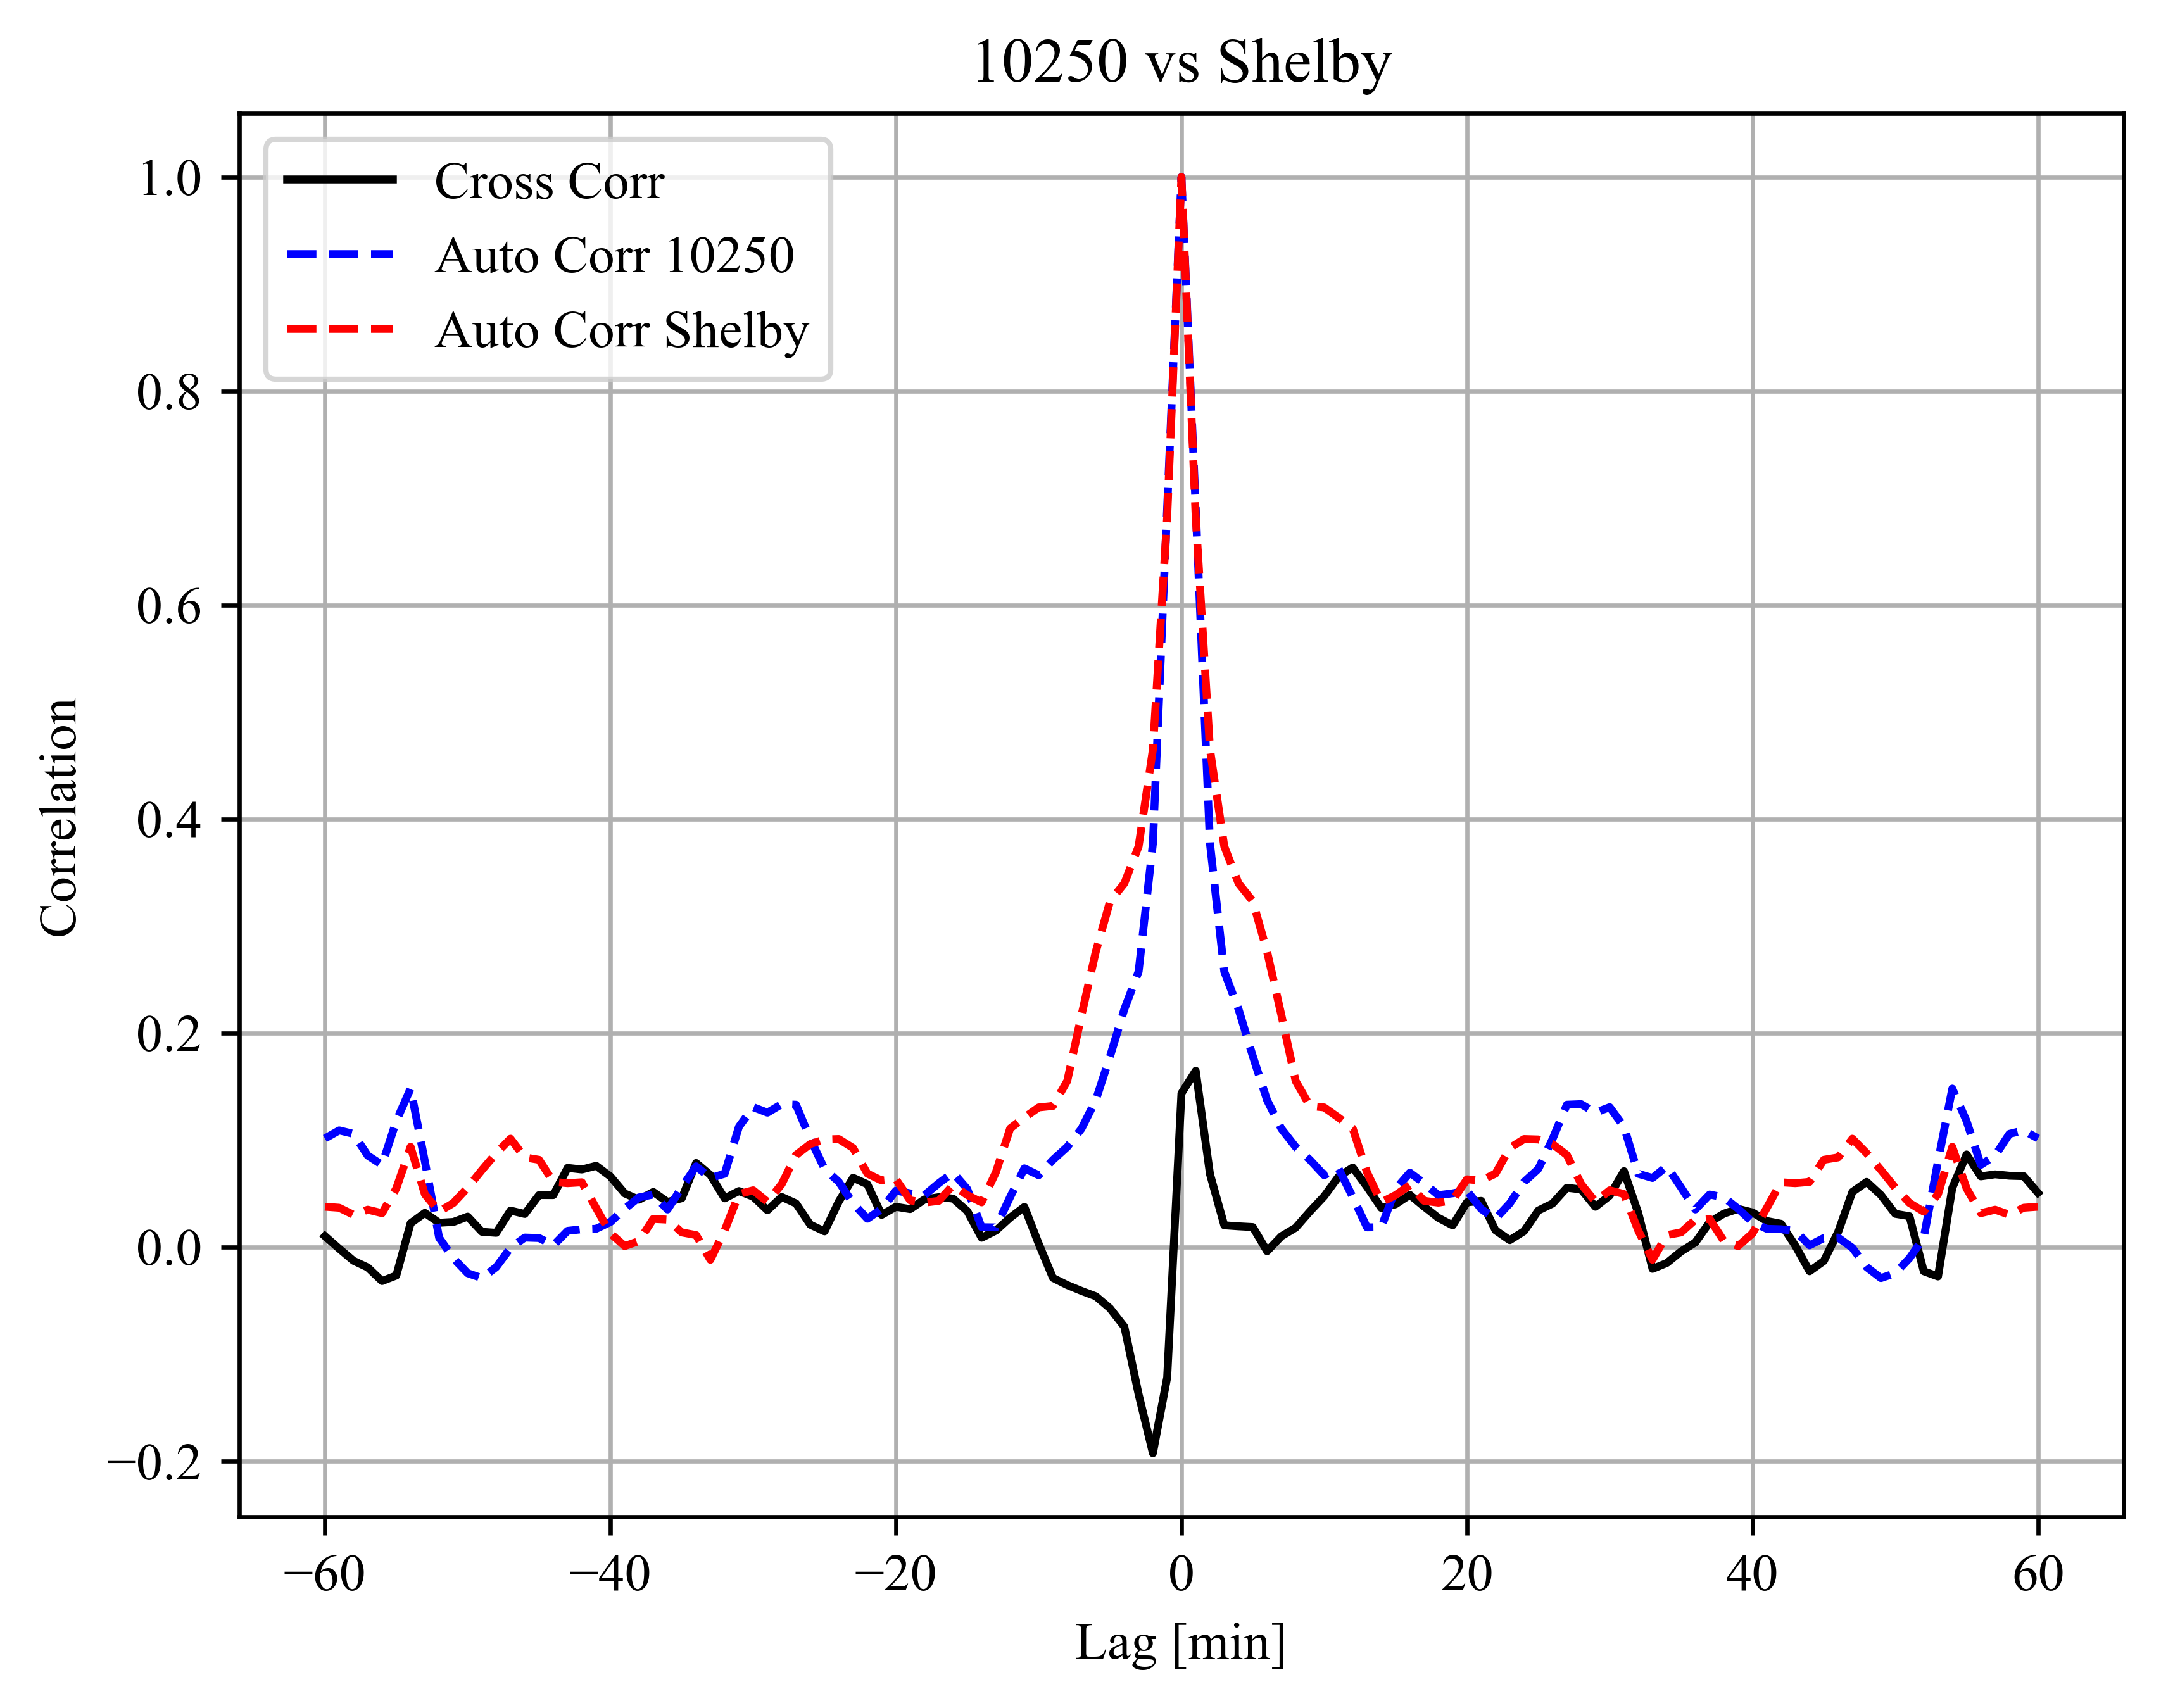 10250 vs Shelby
Cross Corr
Auto Corr 10250
Auto Corr Shelby
1.0
0.8
0.6
0.4
0.2
0.0
−0.2
Correlation
−60 −40 −20 0 20 40 60
Lag [min]